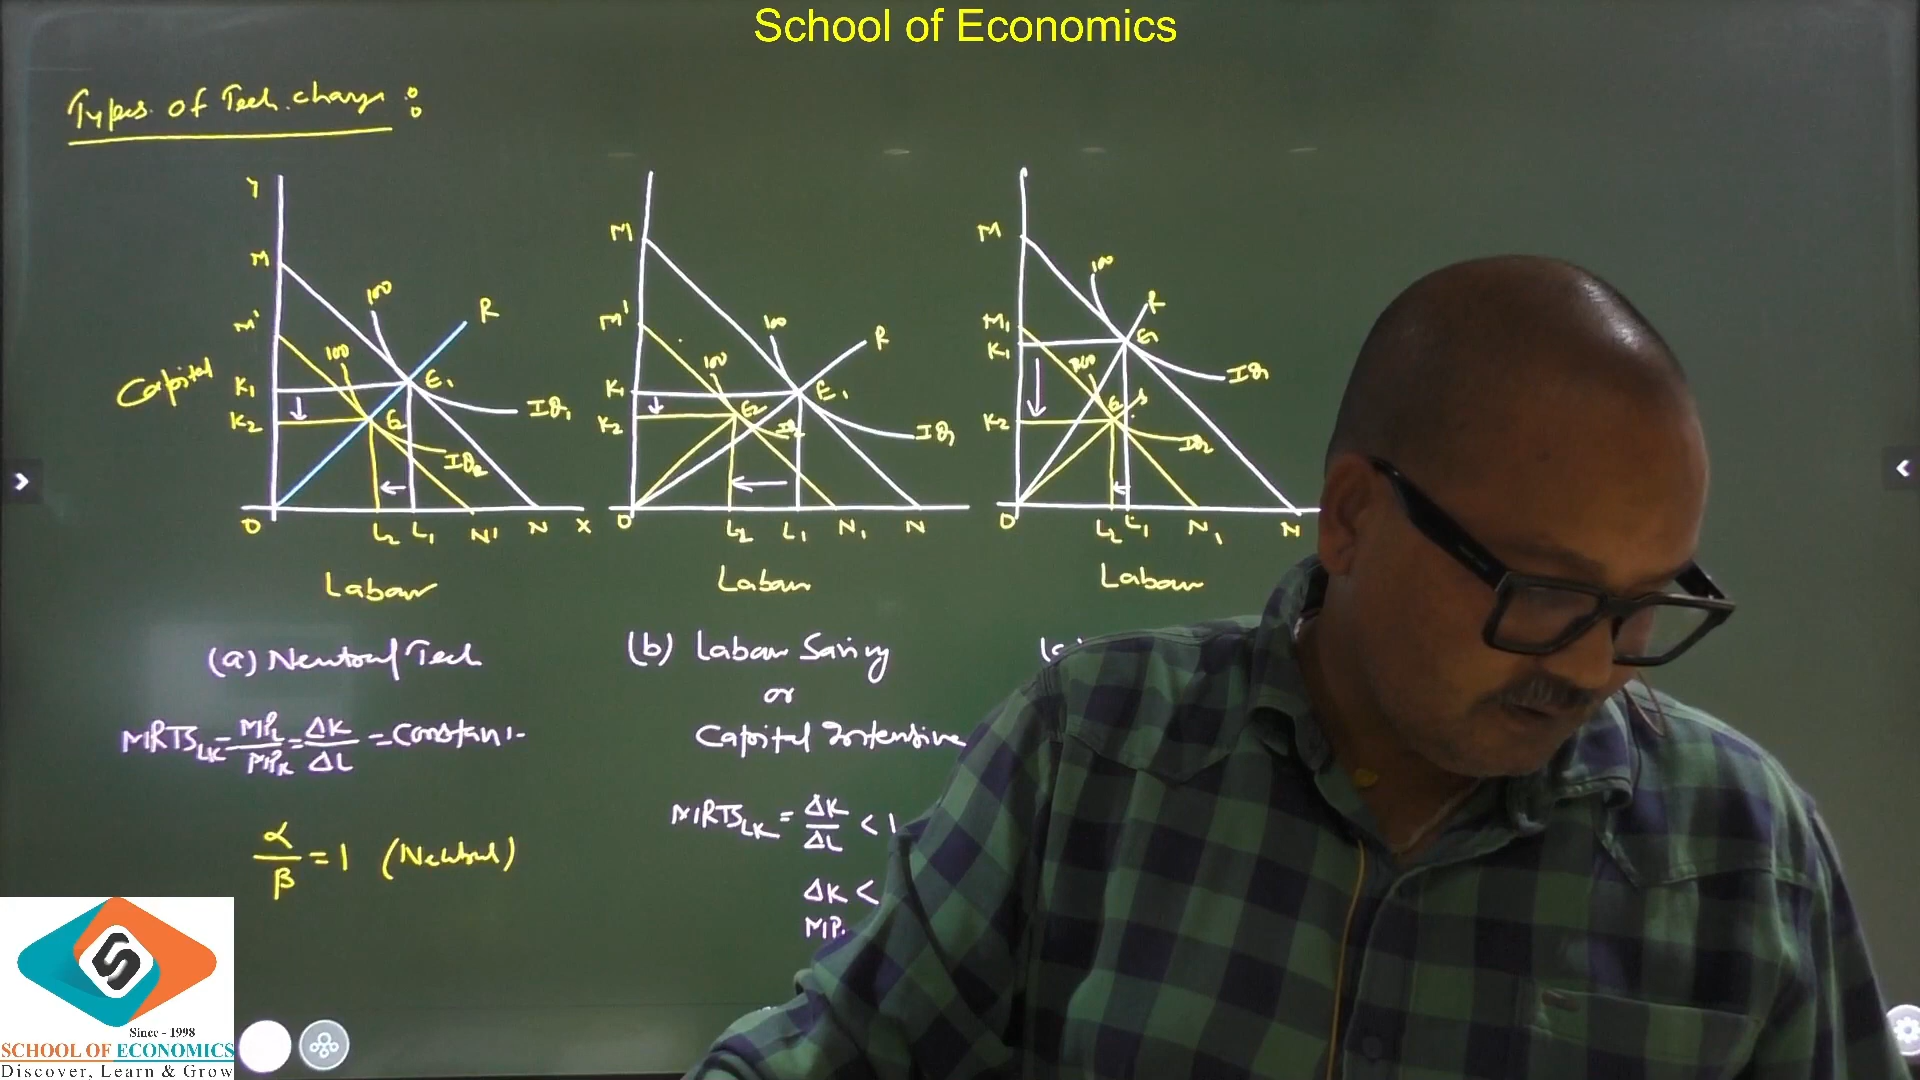 School of Economics
Types of Tech. change :
Y
M
M'
Capital
K1
K2
100
100
R
E1
E2
IQ1
IQ2
O
L2 L1 N' N X
Labour
M
M'
K1
K2
100
100
R
E1
E2
IQ1
O
L2 L1 N1 N
Labour
M
M1
K1
K2
100
R
E1
S
IQ1
IQ2
O
L2 L1 N1 N
Labour
(a) Neutral Tech
MRTSLK = MPL/MPK = ΔK/ΔL = Constant
α/β = 1 (Neutral)
(b) Labour Saving
or
Capital Intensive
MRTSLK = ΔK/ΔL < 1
ΔK <
MP
Since - 1998
SCHOOL OF ECONOMICS
Discover, Learn & Grow